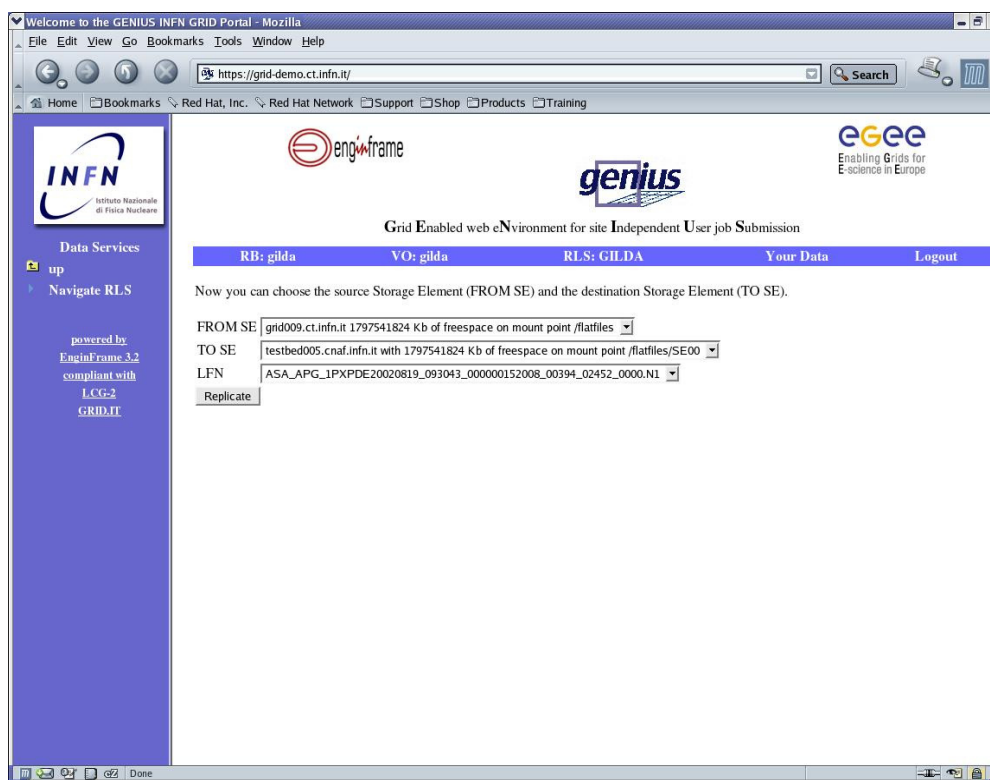 Welcome to the GENIUS INFN GRID Portal - Mozilla
File Edit View Go Bookmarks Tools Window Help
https://grid-demo.ct.infn.it/
Search
Home Bookmarks Red Hat, Inc. Red Hat Network Support Shop Products Training
INFN
Istituto Nazionale
di Fisica Nucleare
enginframe
genius
egee
Enabling Grids for
E-science in Europe
Grid Enabled web eNvironment for site Independent User job Submission
Data Services
up
Navigate RLS
powered by
EnginFrame 3.2
compliant with
LCG-2
GRID.IT
RB: gilda VO: gilda RLS: GILDA Your Data Logout
Now you can choose the source Storage Element (FROM SE) and the destination Storage Element (TO SE).
FROM SE grid009.ct.infn.it 1797541824 Kb of freespace on mount point /flatfiles
TO SE testbed005.cnaf.infn.it with 1797541824 Kb of freespace on mount point /flatfiles/SE00
LFN ASA_APG_1PXPDE20020819_093043_000000152008_00394_02452_0000.N1
Replicate
Done